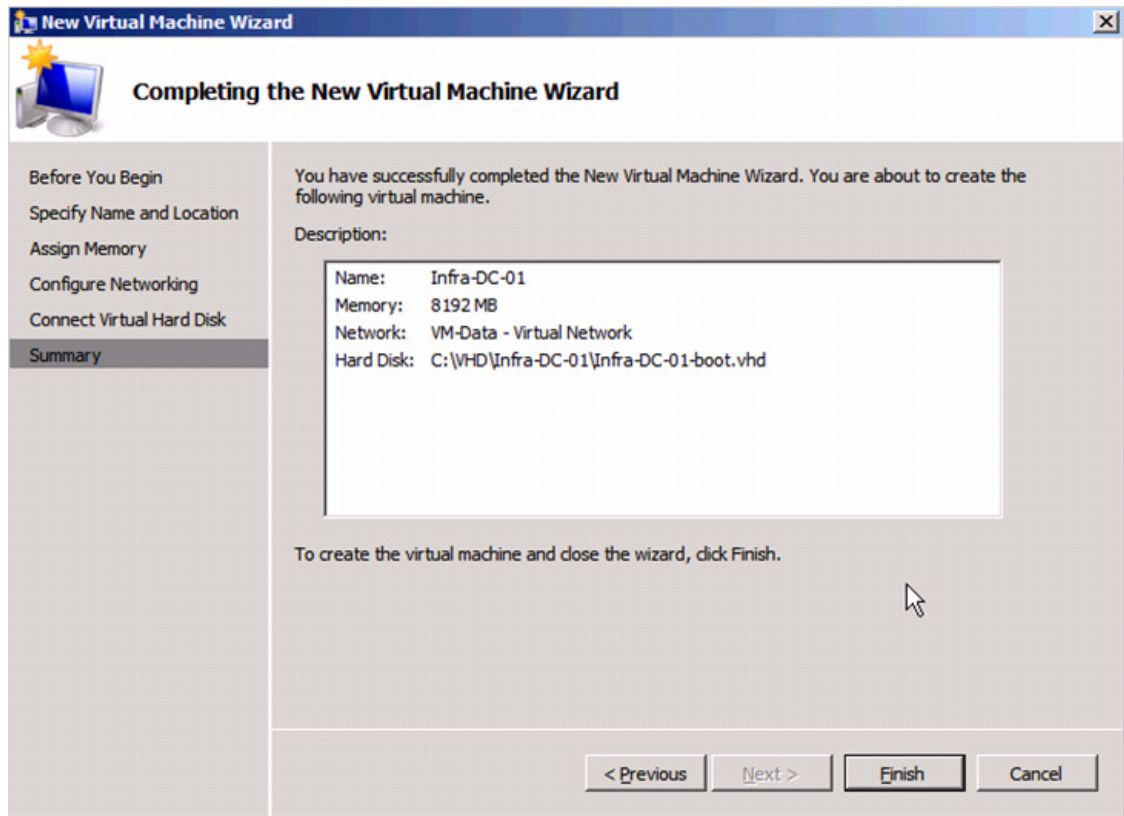 New Virtual Machine Wizard
Completing the New Virtual Machine Wizard
Before You Begin
Specify Name and Location
Assign Memory
Configure Networking
Connect Virtual Hard Disk
Summary
You have successfully completed the New Virtual Machine Wizard. You are about to create the
following virtual machine.
Description:
Name: Infra-DC-01
Memory: 8192 MB
Network: VM-Data - Virtual Network
Hard Disk: C:\VHD\Infra-DC-01\Infra-DC-01-boot.vhd
To create the virtual machine and close the wizard, click Finish.
< Previous Next > Finish Cancel